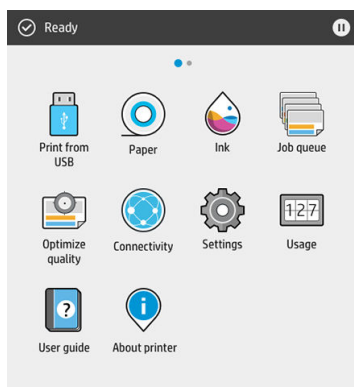 Ready
Print from
USB
Paper
Ink
Job queue
Optimize
quality
Connectivity
Settings
127
Usage
?
User guide
i
About printer